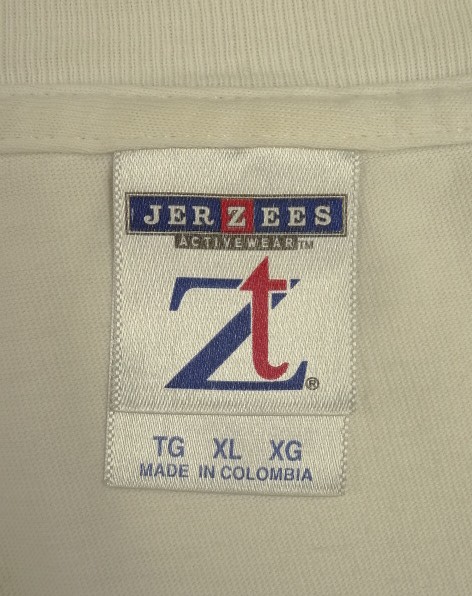 JERZEES
ACTIVEWEAR™
Zt®
TG XL XG
MADE IN COLOMBIA